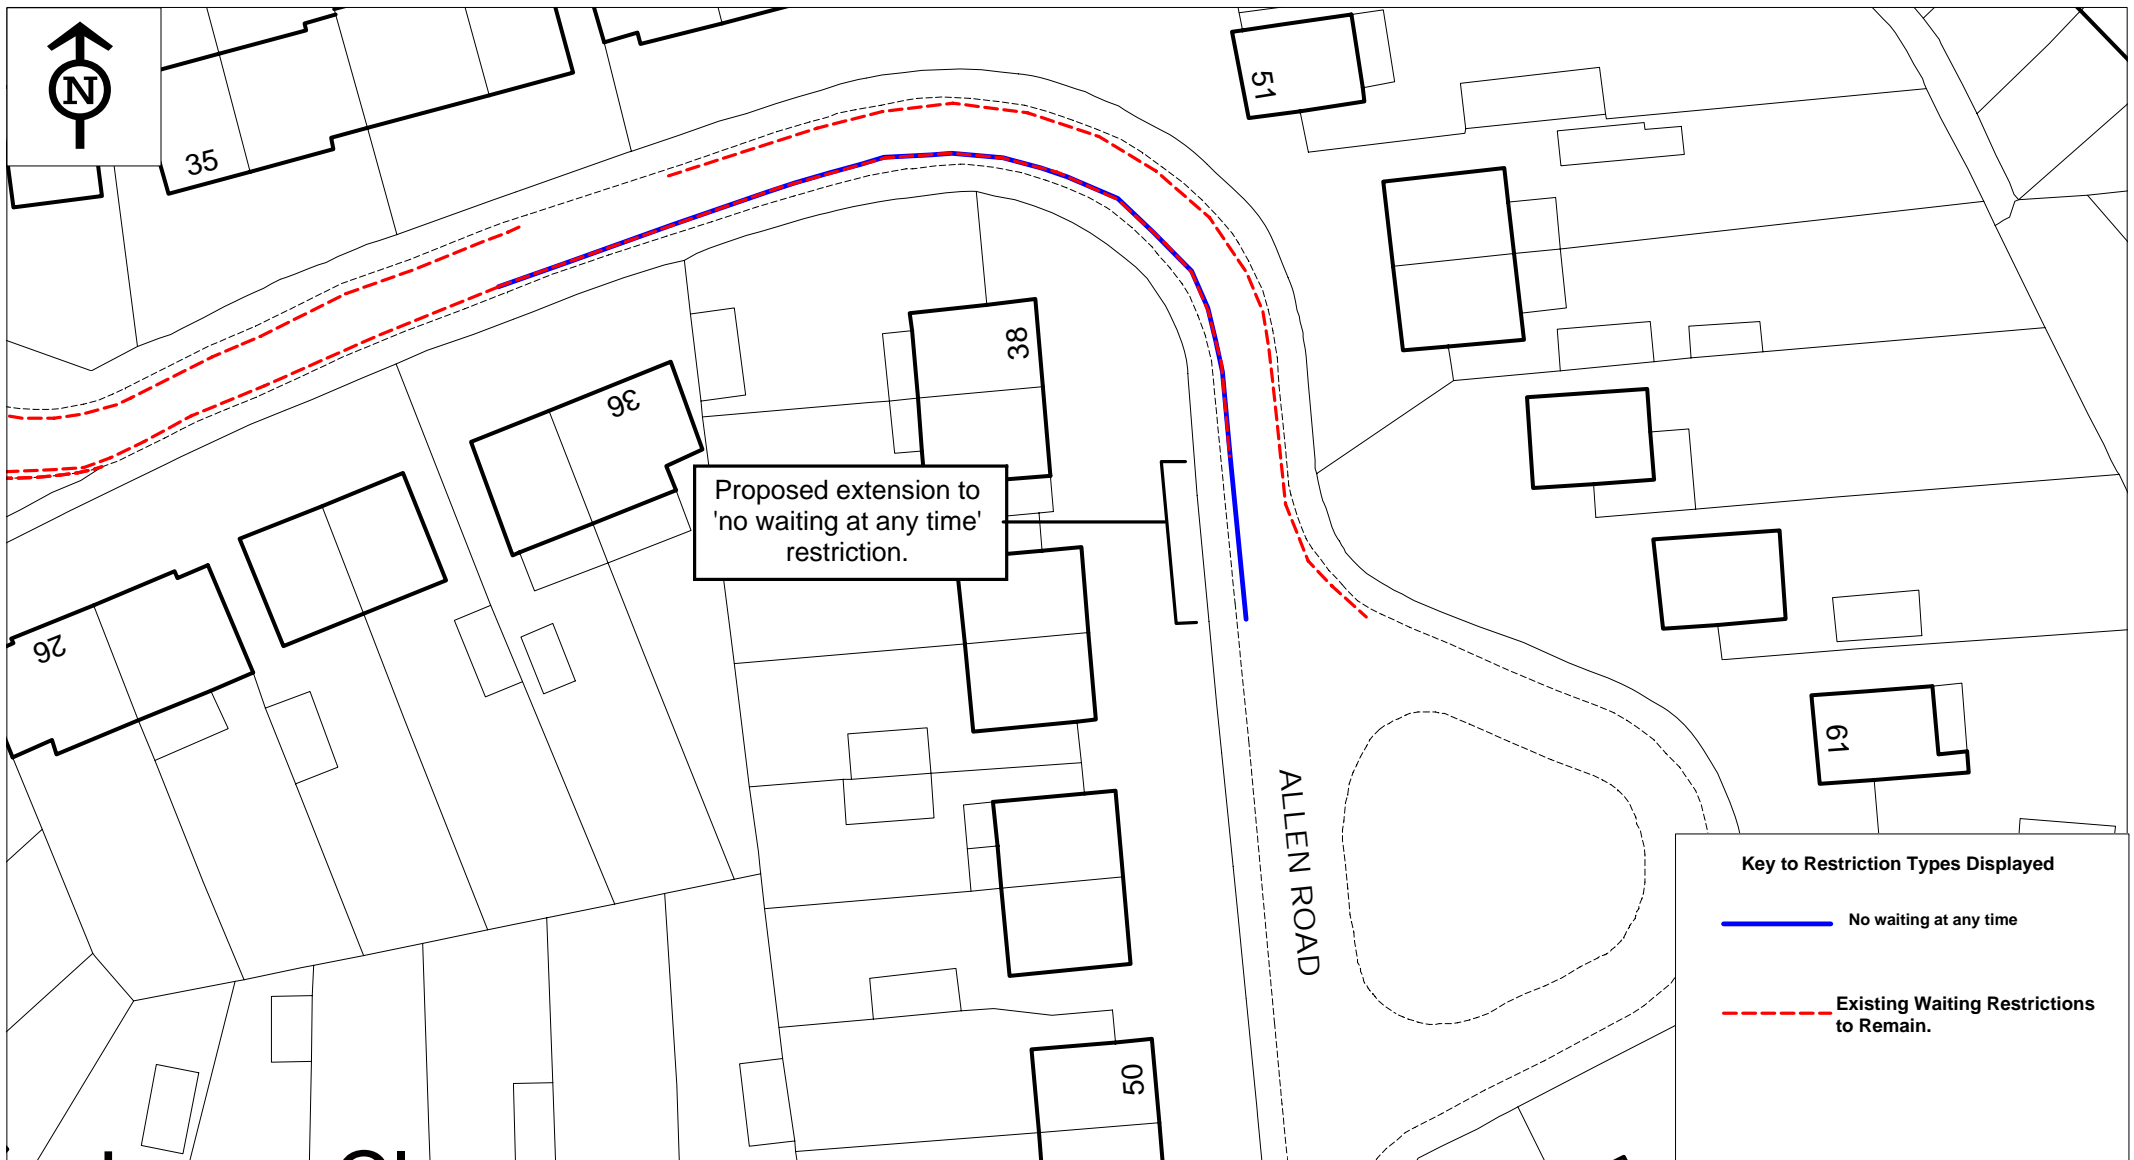 N
35
51
38
36
Proposed extension to
'no waiting at any time'
restriction.
26
61
ALLEN ROAD
50
Key to Restriction Types Displayed
No waiting at any time
Existing Waiting Restrictions
to Remain.